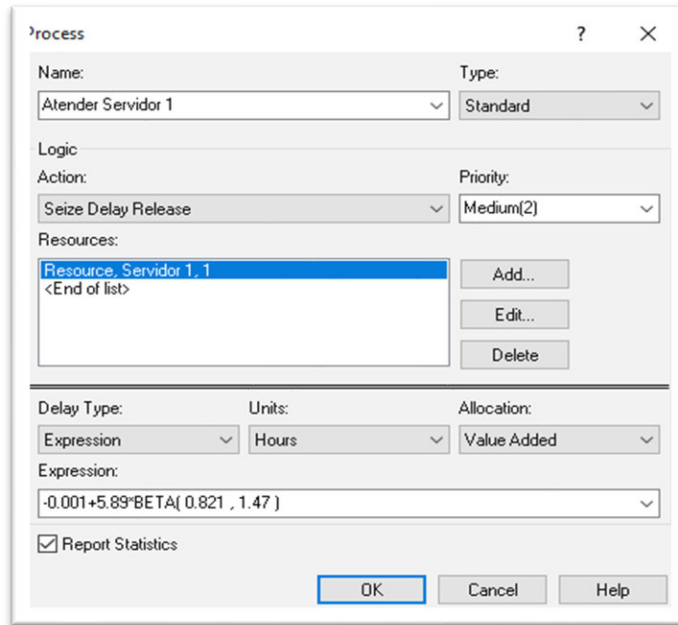 Process
?
Name:
Type:
Atender Servidor 1
Standard
Logic
Action:
Priority:
Seize Delay Release
Medium(2)
Resources:
Resource, Servidor 1, 1
<End of list>
Add...
Edit...
Delete
Delay Type:
Units:
Allocation:
Expression
Hours
Value Added
Expression:
-0.001+5.89*BETA( 0.821 , 1.47 )
Report Statistics
OK
Cancel
Help